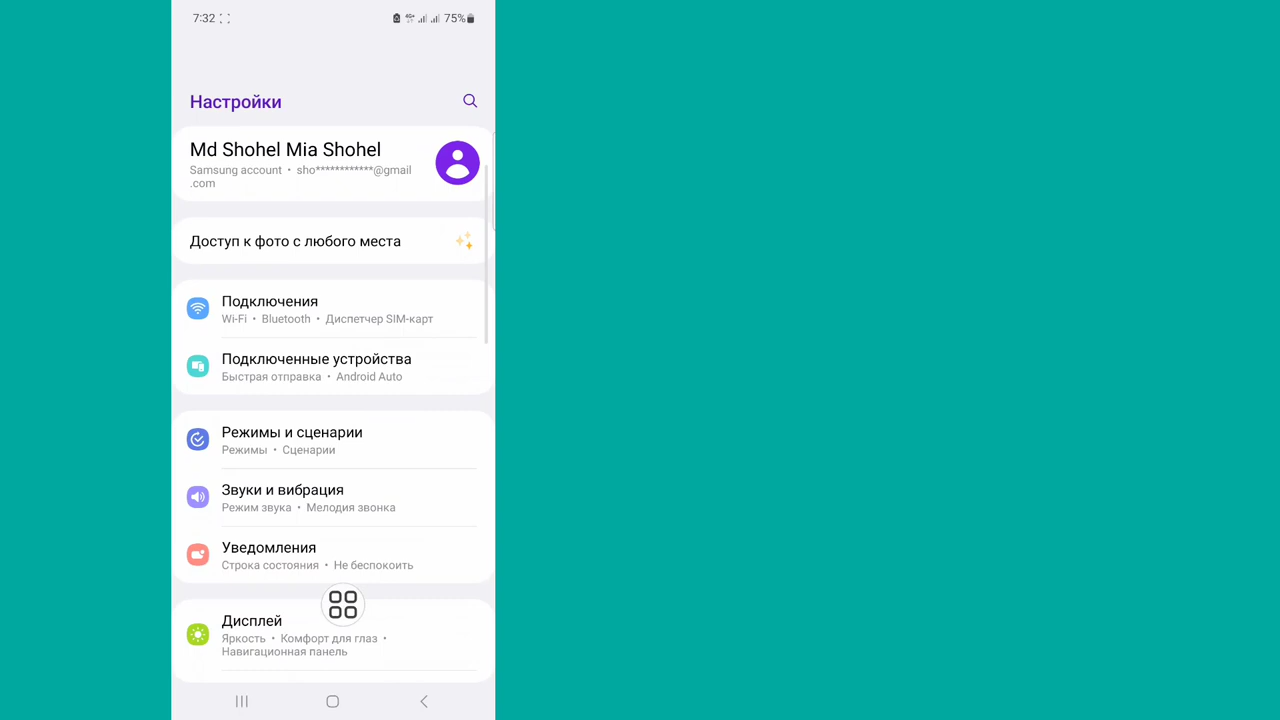 7:32
75%
Настройки
Md Shohel Mia Shohel
Samsung account • sho************@gmail
.com
Доступ к фото с любого места
Подключения
Wi-Fi • Bluetooth • Диспетчер SIM-карт
Подключенные устройства
Быстрая отправка • Android Auto
Режимы и сценарии
Режимы • Сценарии
Звуки и вибрация
Режим звука • Мелодия звонка
Уведомления
Строка состояния • Не беспокоить
Дисплей
Яркость • Комфорт для глаз •
Навигационная панель